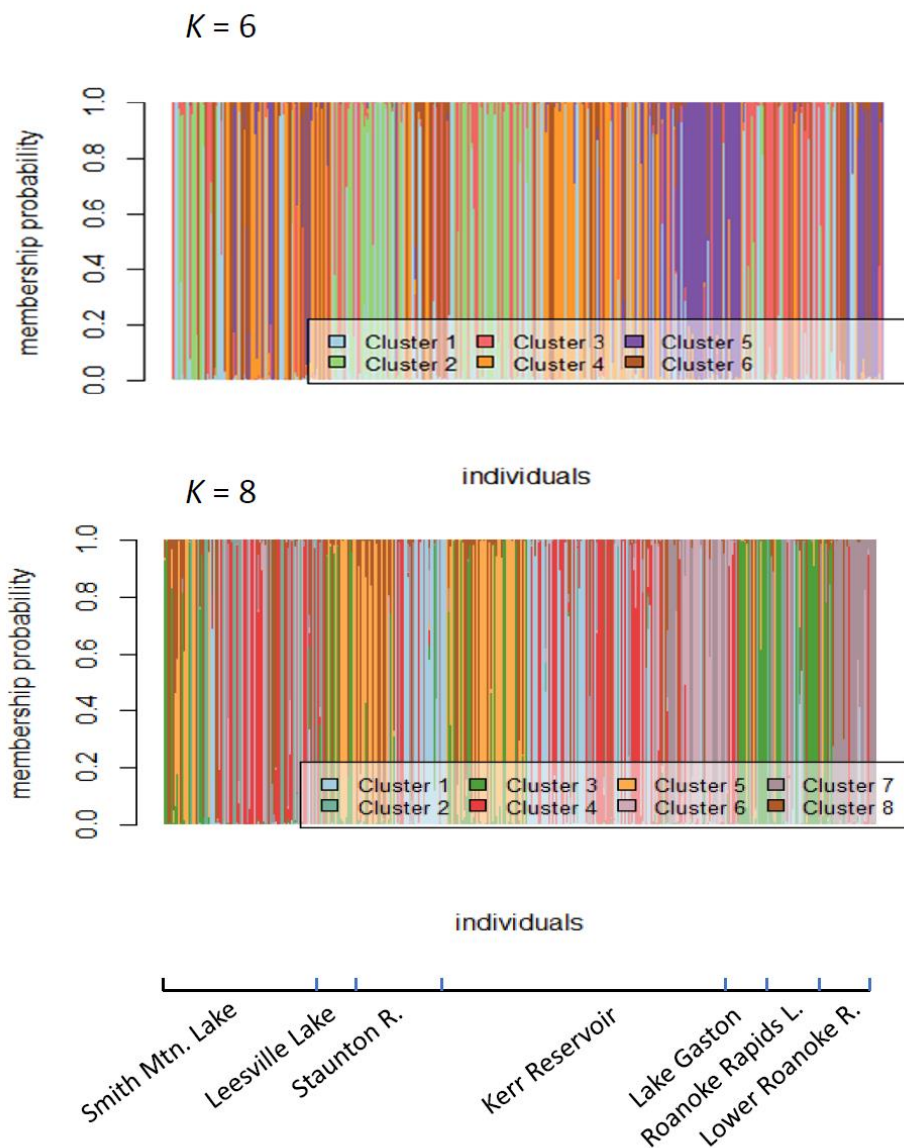 K = 6
membership probability
1.0
0.8
0.6
0.4
0.2
0.0
Cluster 1 Cluster 3 Cluster 5
Cluster 2 Cluster 4 Cluster 6
individuals
K = 8
membership probability
1.0
0.8
0.6
0.4
0.2
0.0
Cluster 1 Cluster 3 Cluster 5 Cluster 7
Cluster 2 Cluster 4 Cluster 6 Cluster 8
individuals
Smith Mtn. Lake
Leesville Lake
Staunton R.
Kerr Reservoir
Lake Gaston
Roanoke Rapids L.
Lower Roanoke R.